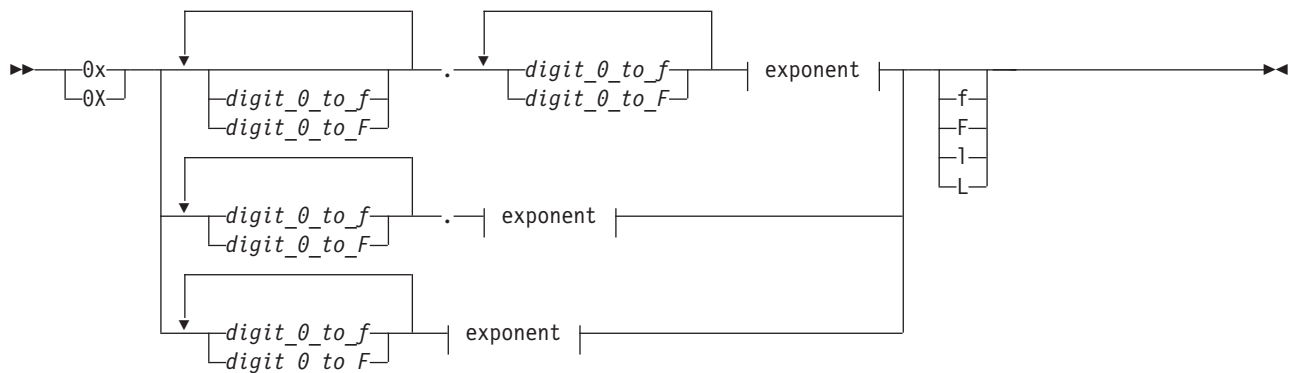 0x digit_0_to_f . digit_0_to_f exponent f
0X digit_0_to_F digit_0_to_F F
l
L
digit_0_to_f . exponent
digit_0_to_F
digit_0_to_f exponent
digit 0 to F